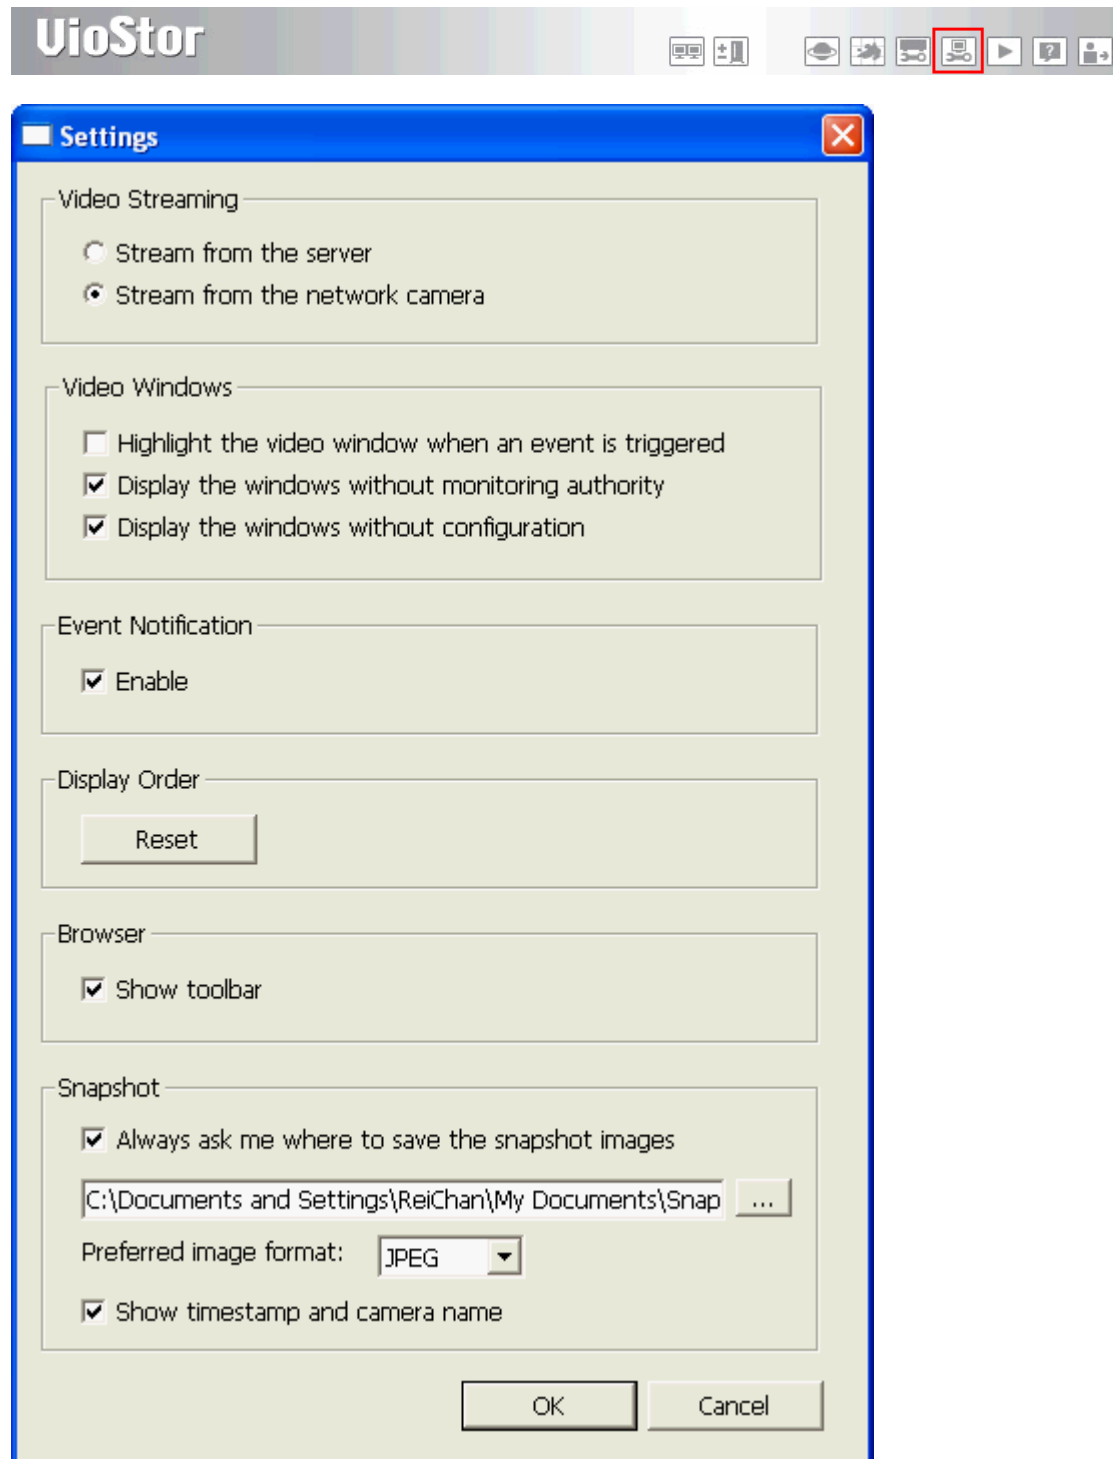 VioStor
Settings
Video Streaming
Stream from the server
Stream from the network camera
Video Windows
Highlight the video window when an event is triggered
Display the windows without monitoring authority
Display the windows without configuration
Event Notification
Enable
Display Order
Reset
Browser
Show toolbar
Snapshot
Always ask me where to save the snapshot images
C:\Documents and Settings\ReiChan\My Documents\Snap ...
Preferred image format: JPEG
Show timestamp and camera name
OK Cancel